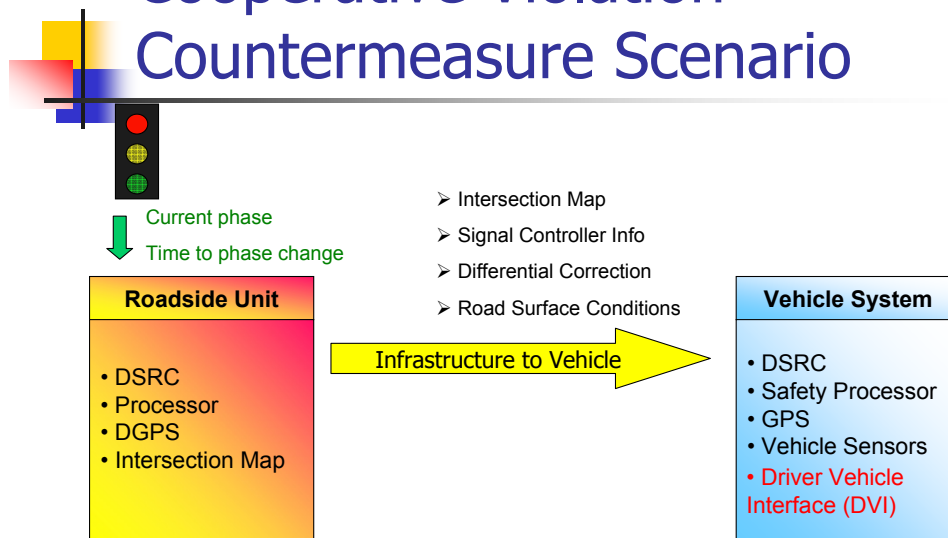 Cooperative Violation
Countermeasure Scenario
Current phase
Time to phase change
➢ Intersection Map
➢ Signal Controller Info
➢ Differential Correction
➢ Road Surface Conditions
Roadside Unit
• DSRC
• Processor
• DGPS
• Intersection Map
Infrastructure to Vehicle
Vehicle System
• DSRC
• Safety Processor
• GPS
• Vehicle Sensors
• Driver Vehicle
Interface (DVI)